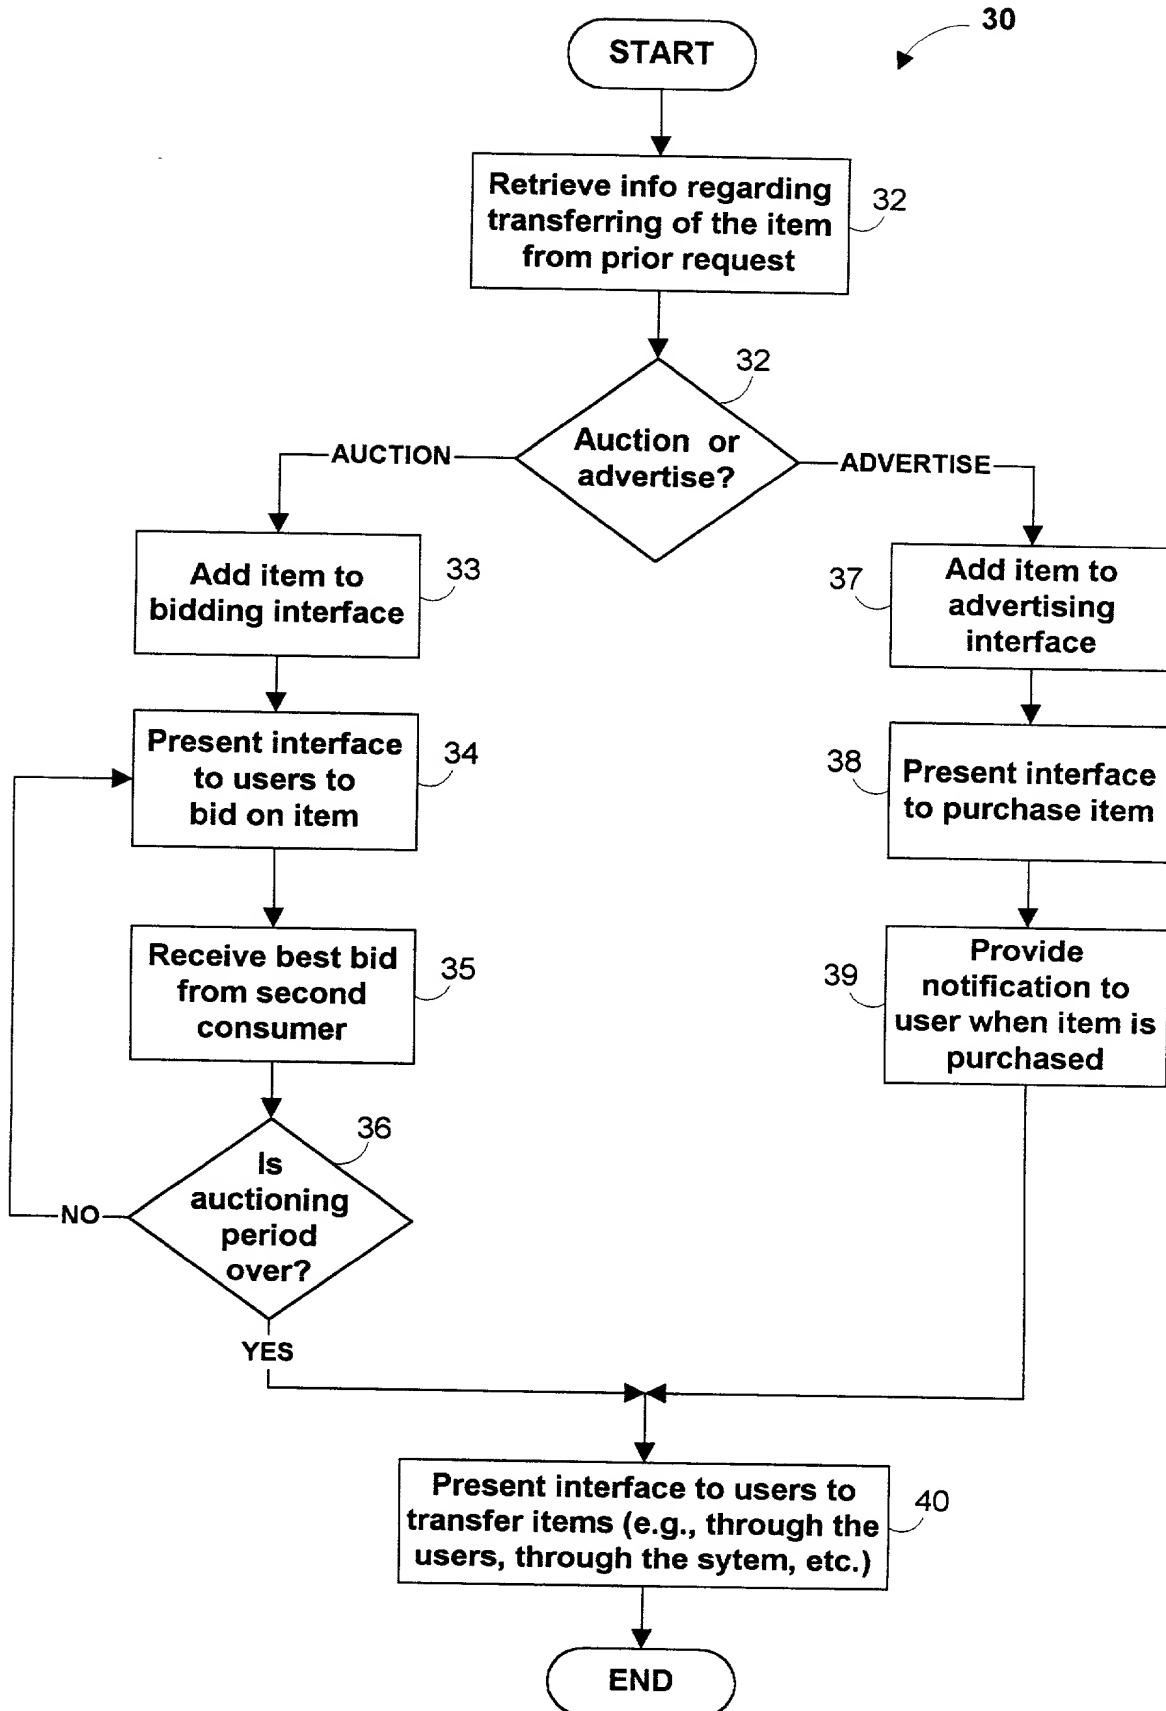 30
START
Retrieve info regarding
transferring of the item
from prior request
32
32
Auction or
advertise?
AUCTION
ADVERTISE
Add item to
bidding interface
33
37
Add item to
advertising
interface
Present interface
to users to
bid on item
34
38
Present interface
to purchase item
Receive best bid
from second
consumer
35
39
Provide
notification to
user when item is
purchased
36
Is
auctioning
period
over?
NO
YES
Present interface to users to
transfer items (e.g., through the
users, through the sytem, etc.)
40
END